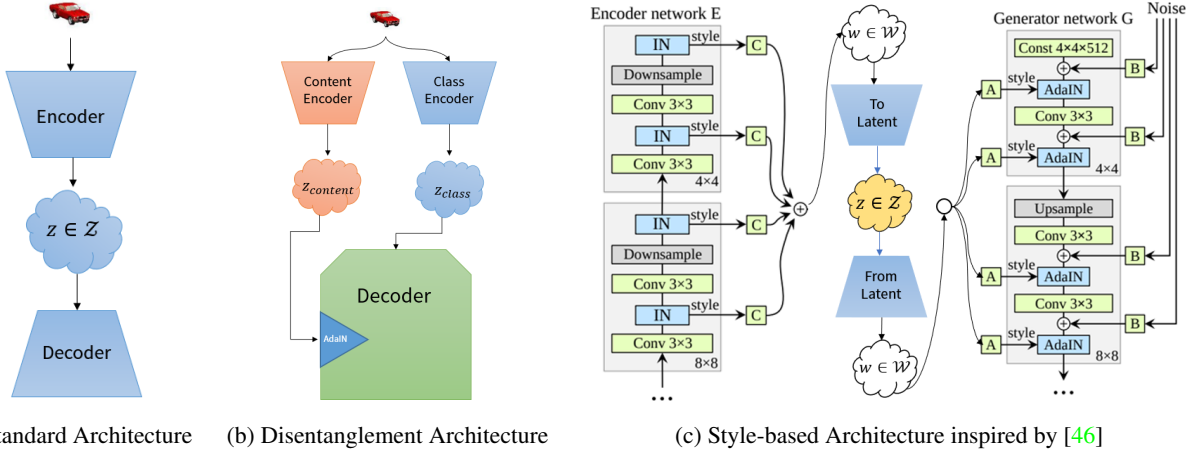 Encoder
z ∈ Z
Decoder
tandard Architecture
Content
Encoder
Class
Encoder
z_content
z_class
Decoder
AdaIN
(b) Disentanglement Architecture
Encoder network E
IN
style
C
Downsample
Conv 3×3
IN
style
C
Conv 3×3
4×4
IN
style
C
Downsample
Conv 3×3
IN
style
C
Conv 3×3
8×8
...
w ∈ W
To
Latent
z ∈ Z
From
Latent
w ∈ W
Noise
Generator network G
Const 4×4×512
B
A
style
AdaIN
Conv 3×3
B
A
style
AdaIN
4×4
Upsample
Conv 3×3
B
A
style
AdaIN
Conv 3×3
B
A
style
AdaIN
8×8
...
(c) Style-based Architecture inspired by [46]